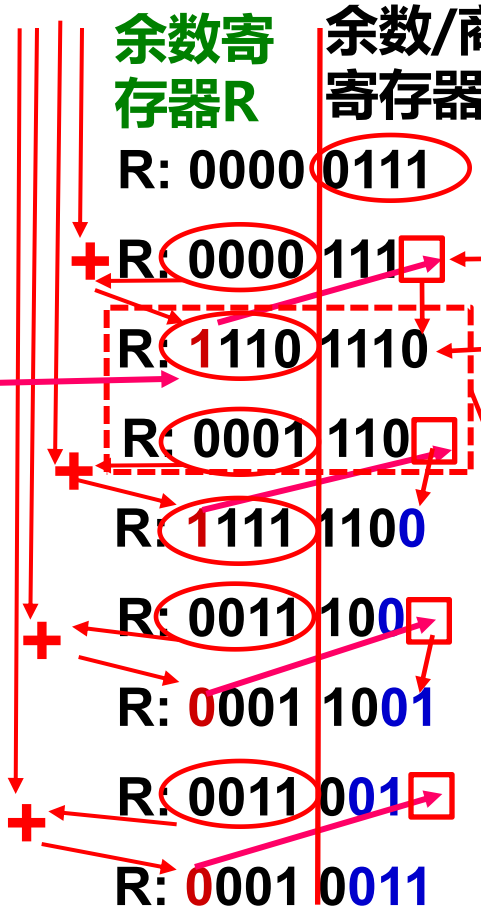 余数寄 余数/商
存器R 寄存器
R: 0000 0111
+ R: 0000 111
R: 1110 1110
R: 0001 110
+
R: 1111 1100
R: 0011 100
+
R: 0001 1001
R: 0011 001
+
R: 0001 0011